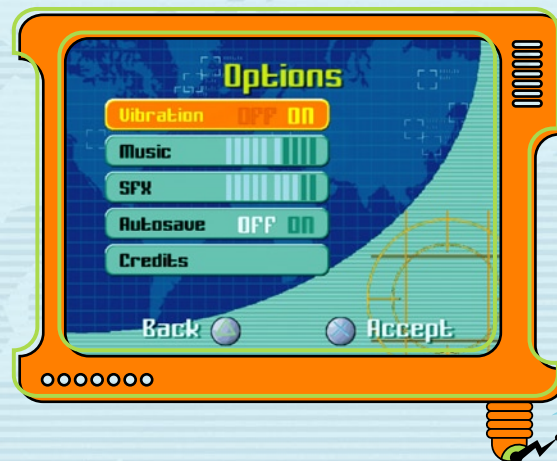 Options
Vibration OFF ON
Music
SFX
Autosave OFF ON
Credits
Back Accept